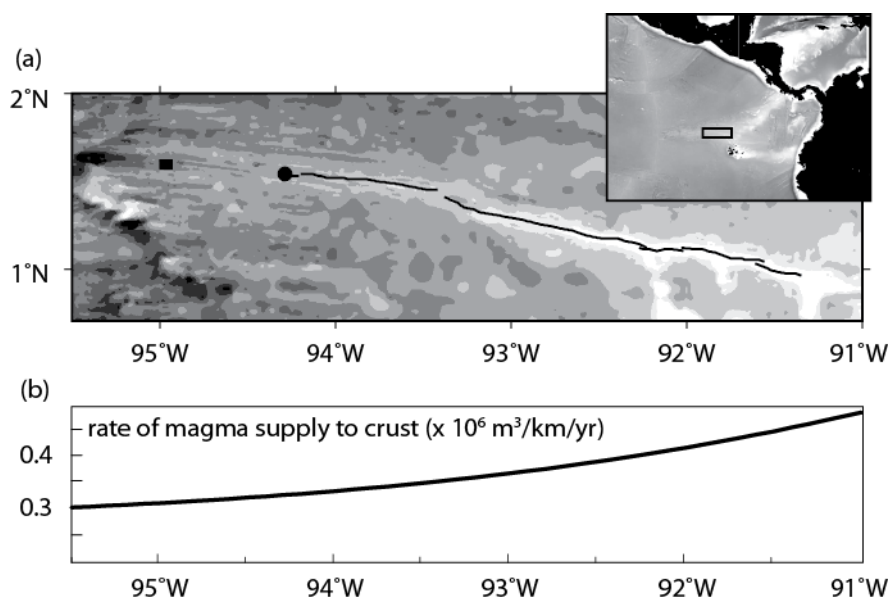 (a)
2˚N
1˚N
95˚W 94˚W 93˚W 92˚W 91˚W
(b)
rate of magma supply to crust (x 10⁶ m³/km/yr)
0.4
0.3
95˚W 94˚W 93˚W 92˚W 91˚W